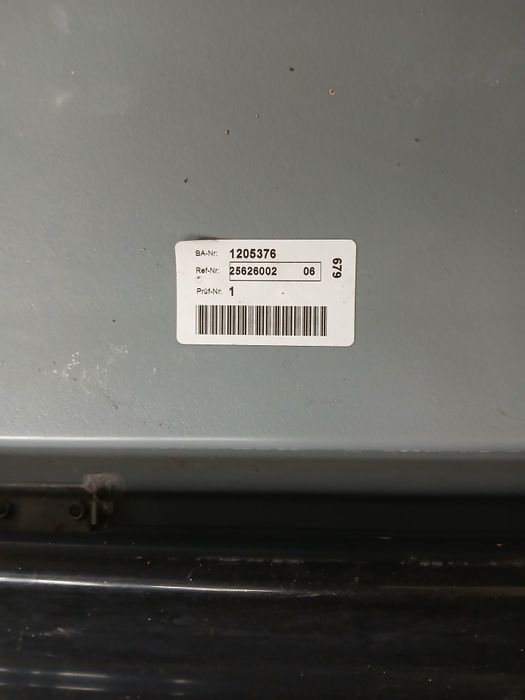 BA-Nr: 1205376
Ref-Nr: 25626002 06
Prüf-Nr: 1
679